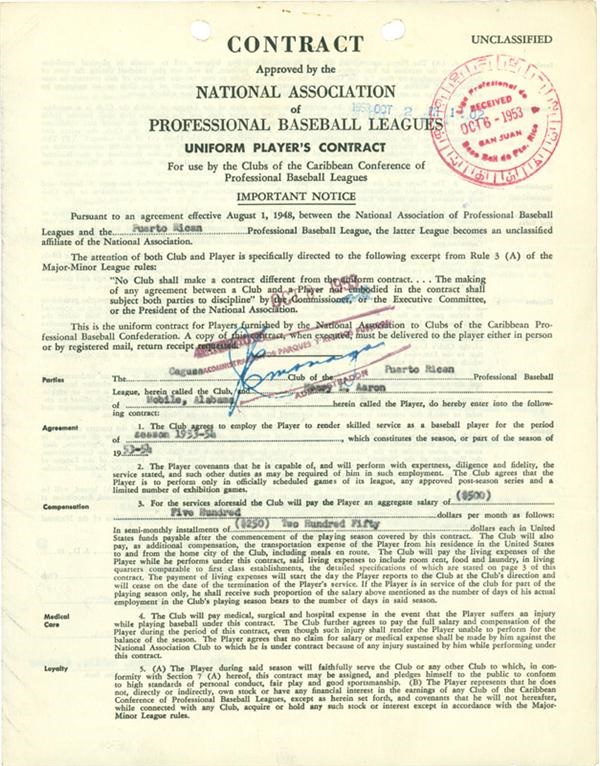 CONTRACT
UNCLASSIFIED
Approved by the
NATIONAL ASSOCIATION
of
PROFESSIONAL BASEBALL LEAGUES
UNIFORM PLAYER'S CONTRACT
For use by the Clubs of the Caribbean Conference of
Professional Baseball Leagues
1953 OCT 2
Liga Profesional de
RECEIVED
OCT 6 - 1953
SAN JUAN
Base Ball de Pto. Rico
IMPORTANT NOTICE
Pursuant to an agreement effective August 1, 1948, between the National Association of Professional Baseball
Leagues and the Puerto Rican Professional Baseball League, the latter League becomes an unclassified
affiliate of the National Association.
The attention of both Club and Player is specifically directed to the following excerpt from Rule 3 (A) of the
Major-Minor League rules:
"No Club shall make a contract different from the uniform contract. . . . The making
of any agreement between a Club and a Player not embodied in the contract shall
subject both parties to discipline" by the Commissioner, or the Executive Committee,
or the President of the National Association.
This is the uniform contract for Players furnished by the National Association to Clubs of the Caribbean Pro-
fessional Baseball Confederation. A copy of this contract, when executed, must be delivered to the player either in person
or by registered mail, return receipt requested.
ADMINISTRADOR
Parties
The Caguas Club of the Puerto Rican Professional Baseball
League, herein called the Club, and Henry L. Aaron
of Mobile, Alabama herein called the Player, do hereby enter into the follow-
ing contract:
Agreement
1. The Club agrees to employ the Player to render skilled service as a baseball player for the period
of season 1953-54, which constitutes the season, or part of the season of
1953-54
2. The Player covenants that he is capable of, and will perform with expertness, diligence and fidelity, the
service stated, and such other duties as may be required of him in such employment. The Club agrees that the
Player is to perform only in officially scheduled games of its league, any approved post-season series and a
limited number of exhibition games.
Compensation
3. For the services aforesaid the Club will pay the Player an aggregate salary of ($500)
Five Hundred dollars per month as follows:
In semi-monthly installments of ($250) Two Hundred Fifty dollars each in United
States funds payable after the commencement of the playing season covered by this contract. The Club will also
pay, as additional compensation, the transportation expense of the Player from his residence in the United States
to and from the home city of the Club, including meals en route. The Club will pay the living expenses of the
Player while he performs under this contract, said living expenses to include room rent, food and laundry, in living
quarters comparable to first class establishments, the detailed specifications of which are stated on page 3 of this
contract. The payment of living expenses will start the day the Player reports to the Club at the Club's direction and
will cease on the date of the termination of the Player's service. If the Player is in service of the club for part of the
playing season only, he shall receive such proportion of the salary above mentioned as the number of days of his actual
employment in the Club's playing season bears to the number of days in said season.
Medical
Care
4. The Club will pay medical, surgical and hospital expense in the event that the Player suffers an injury
while playing baseball under this contract. The Club further agrees to pay the full salary and compensation of the
Player during the period of this contract, even though such injury shall render the Player unable to perform for the
balance of the season. The Player agrees that no claim for salary or medical expense shall be made by him against the
National Association Club to which he is under contract because of any injury sustained by him while performing under
this contract.
Loyalty
5. (A) The Player during said season will faithfully serve the Club or any other Club to which, in con-
formity with Section 7 (A) hereof, this contract may be assigned, and pledges himself to the public to conform
to high standards of personal conduct, fair play and good sportsmanship. (B) The Player represents that he does
not, directly or indirectly, own stock or have any financial interest in the earnings of any Club of the Caribbean
Conference of Professional Baseball Leagues, except as herein set forth, and covenants that he will not hereafter,
while connected with any Club, acquire or hold any such stock or interest except in accordance with the Major-
Minor League rules.